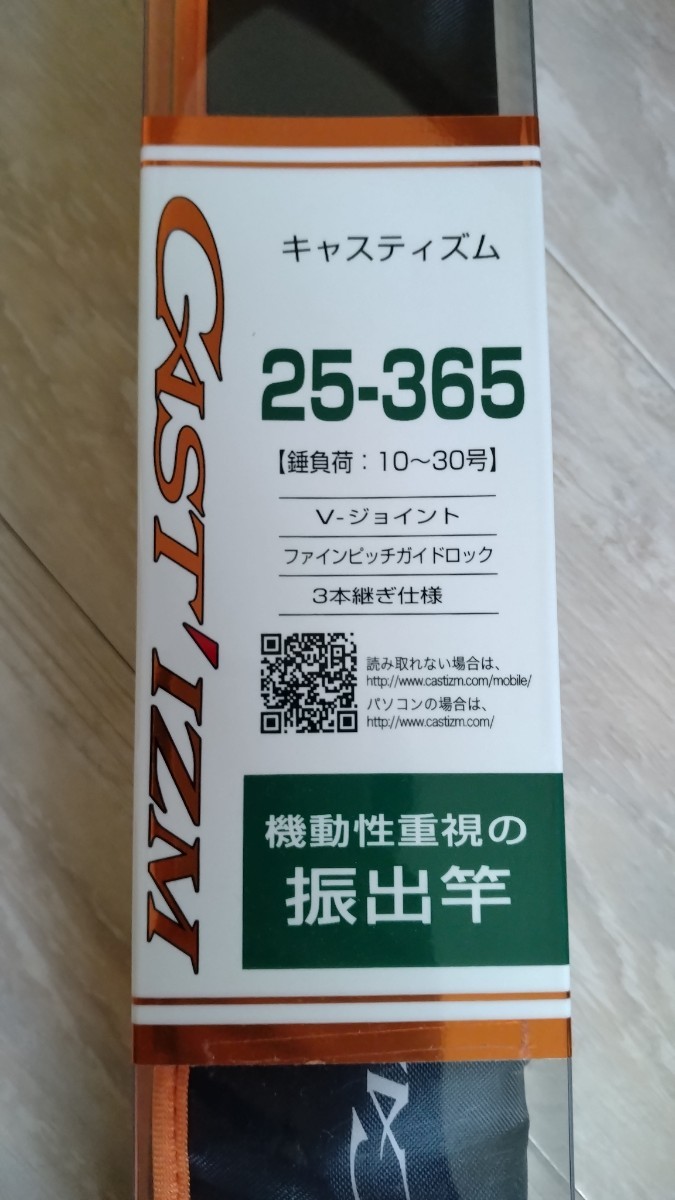 CAST'IZM
キャスティズム
25-365
【錘負荷：10～30号】
V-ジョイント
ファインピッチガイドロック
3本継ぎ仕様
読み取れない場合は、
http://www.castizm.com/mobile/
パソコンの場合は、
http://www.castizm.com/
機動性重視の
振出竿